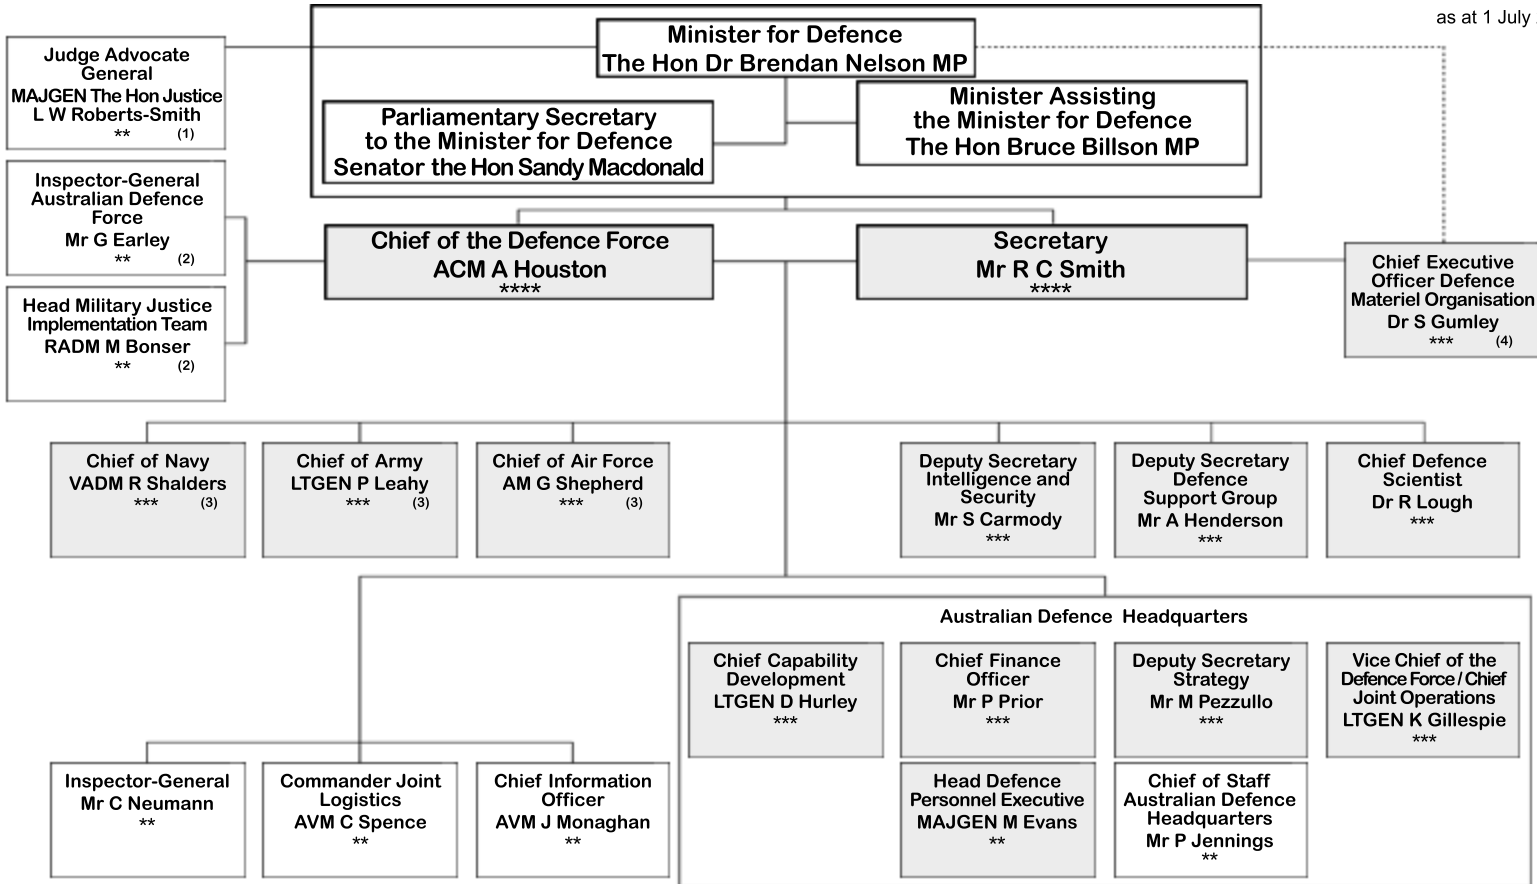 as at 1 July
Minister for Defence
The Hon Dr Brendan Nelson MP
Judge Advocate
General
MAJGEN The Hon Justice
L W Roberts-Smith
** (1)
Parliamentary Secretary
to the Minister for Defence
Senator the Hon Sandy Macdonald
Minister Assisting
the Minister for Defence
The Hon Bruce Billson MP
Inspector-General
Australian Defence
Force
Mr G Earley
** (2)
Chief of the Defence Force
ACM A Houston
****
Secretary
Mr R C Smith
****
Chief Executive
Officer Defence
Materiel Organisation
Dr S Gumley
*** (4)
Head Military Justice
Implementation Team
RADM M Bonser
** (2)
Chief of Navy
VADM R Shalders
*** (3)
Chief of Army
LTGEN P Leahy
*** (3)
Chief of Air Force
AM G Shepherd
*** (3)
Deputy Secretary
Intelligence and
Security
Mr S Carmody
***
Deputy Secretary
Defence
Support Group
Mr A Henderson
***
Chief Defence
Scientist
Dr R Lough
***
Australian Defence Headquarters
Chief Capability
Development
LTGEN D Hurley
***
Chief Finance
Officer
Mr P Prior
***
Deputy Secretary
Strategy
Mr M Pezzullo
***
Vice Chief of the
Defence Force / Chief
Joint Operations
LTGEN K Gillespie
***
Inspector-General
Mr C Neumann
**
Commander Joint
Logistics
AVM C Spence
**
Chief Information
Officer
AVM J Monaghan
**
Head Defence
Personnel Executive
MAJGEN M Evans
**
Chief of Staff
Australian Defence
Headquarters
Mr P Jennings
**